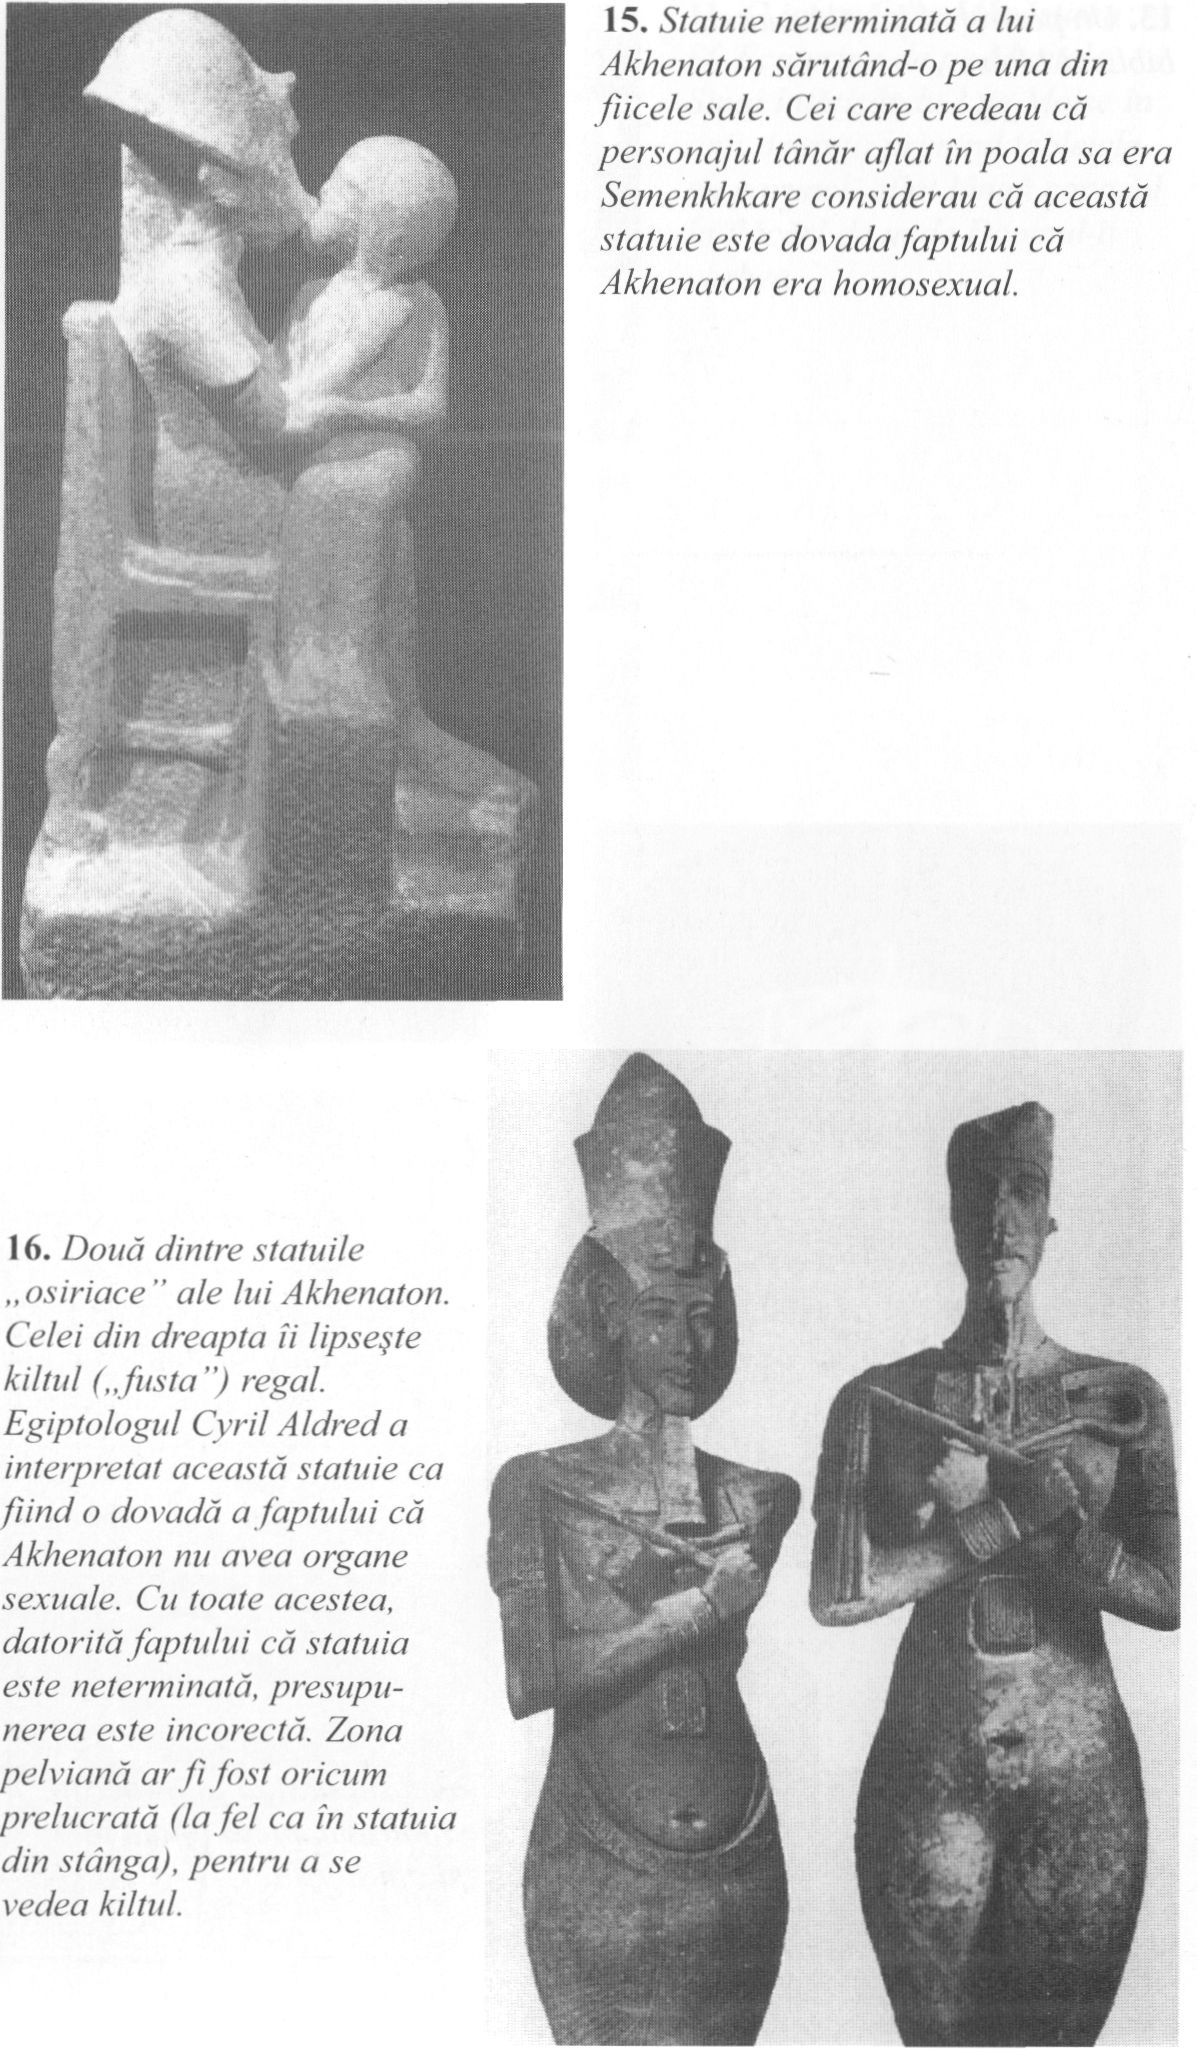 15. Statuie neterminată a lui
Akhenaton sărutând-o pe una din
fiicele sale. Cei care credeau că
personajul tânăr aflat în poala sa era
Semenkhkare considerau că această
statuie este dovada faptului că
Akhenaton era homosexual.
16. Două dintre statuile
„osiriace” ale lui Akhenaton.
Celei din dreapta îi lipseşte
kiltul („fusta”) regal.
Egiptologul Cyril Aldred a
interpretat această statuie ca
fiind o dovadă a faptului că
Akhenaton nu avea organe
sexuale. Cu toate acestea,
datorită faptului că statuia
este neterminată, presupu-
nerea este incorectă. Zona
pelviană ar fi fost oricum
prelucrată (la fel ca în statuia
din stânga), pentru a se
vedea kiltul.